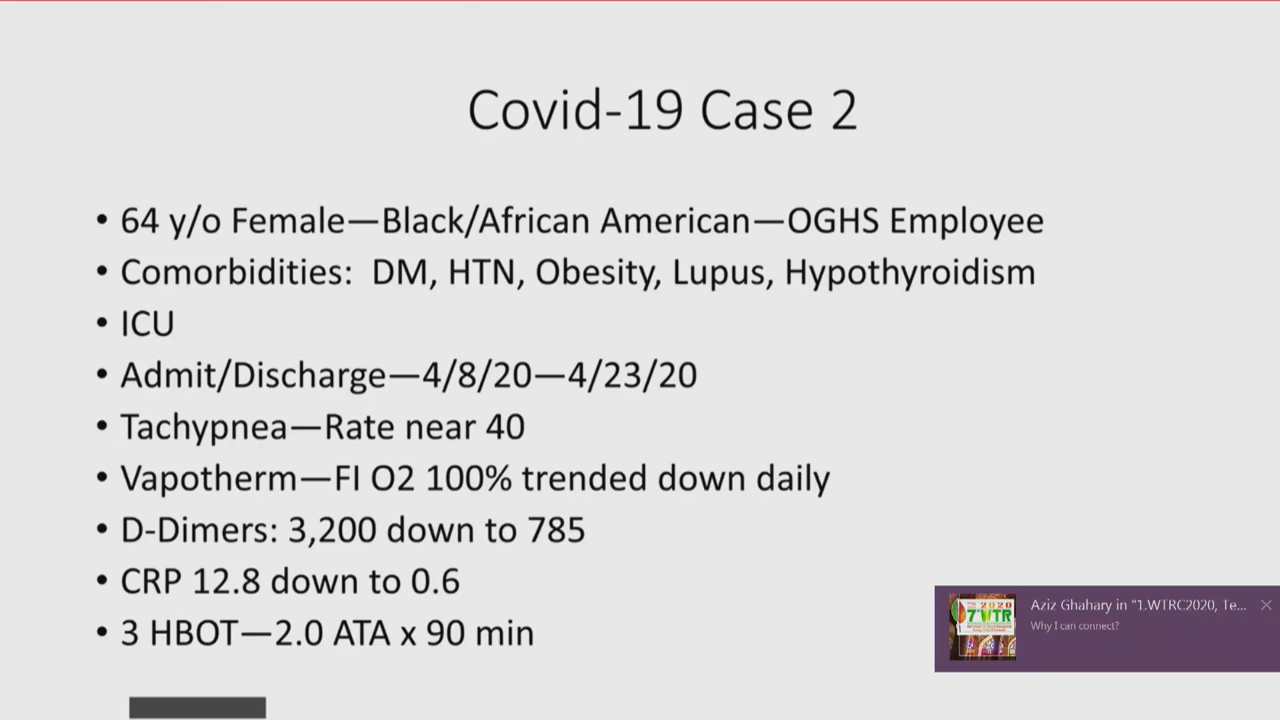 Covid-19 Case 2
• 64 y/o Female—Black/African American—OGHS Employee
• Comorbidities:  DM, HTN, Obesity, Lupus, Hypothyroidism
• ICU
• Admit/Discharge—4/8/20—4/23/20
• Tachypnea—Rate near 40
• Vapotherm—FI O2 100% trended down daily
• D-Dimers: 3,200 down to 785
• CRP 12.8 down to 0.6
• 3 HBOT—2.0 ATA x 90 min
Aziz Ghahary in "1.WTRC2020, Te...
Why I can connect?
2020
7 WTR